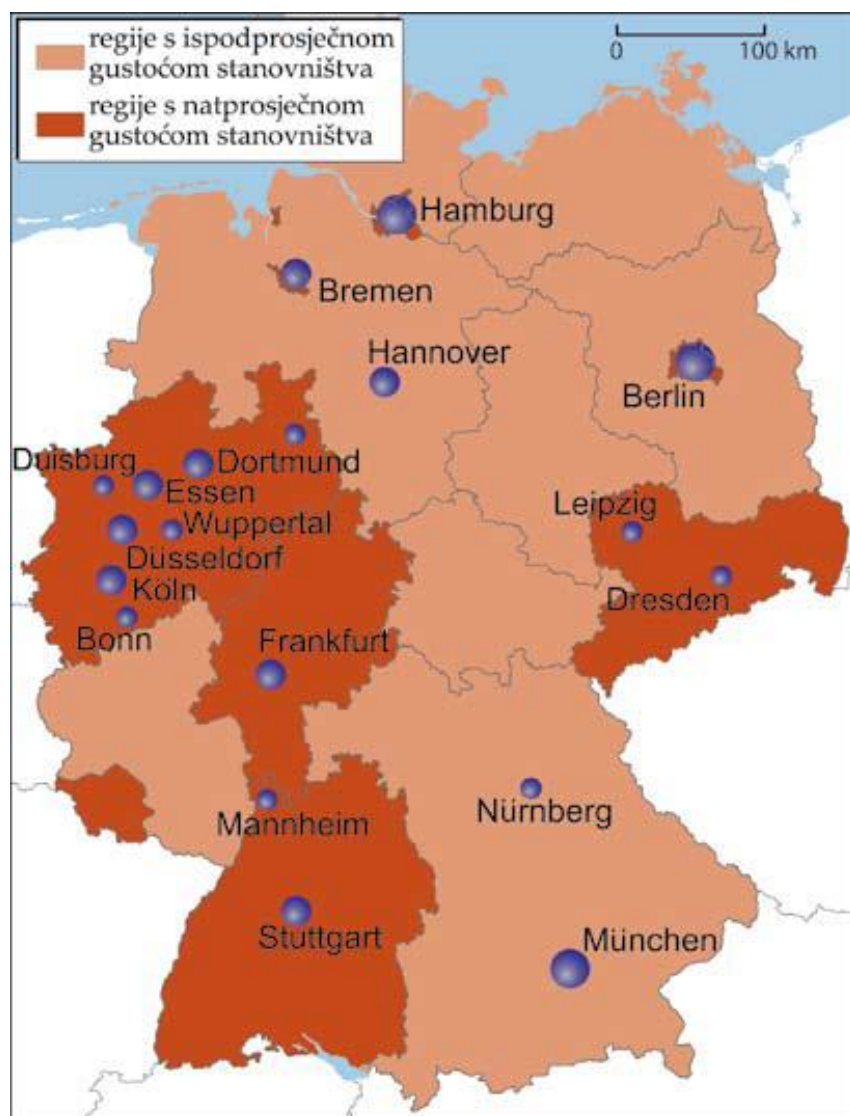 regije s ispodprosječnom
gustoćom stanovništva
regije s natprosječnom
gustoćom stanovništva
0 100 km
Hamburg
Bremen
Hannover
Berlin
Duisburg
Dortmund
Essen
Wuppertal
Düsseldorf
Köln
Bonn
Leipzig
Dresden
Frankfurt
Mannheim
Nürnberg
Stuttgart
München